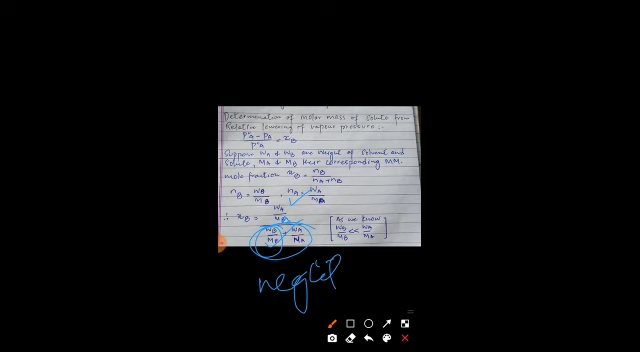 Determination of molar mass of solute from
Relative lowering of vapour pressure:-
P°A - PA / P°A = xB
Suppose WA & WB are weight of solvent and
solute, MA & MB their corresponding MM.
mole fraction xB = nB / nA + nB
nB = WB / MB , nA = WA / MA
∴ xB = WA / MB / WB / MB + WA / MA [As we know WB / MB << WA / MA]